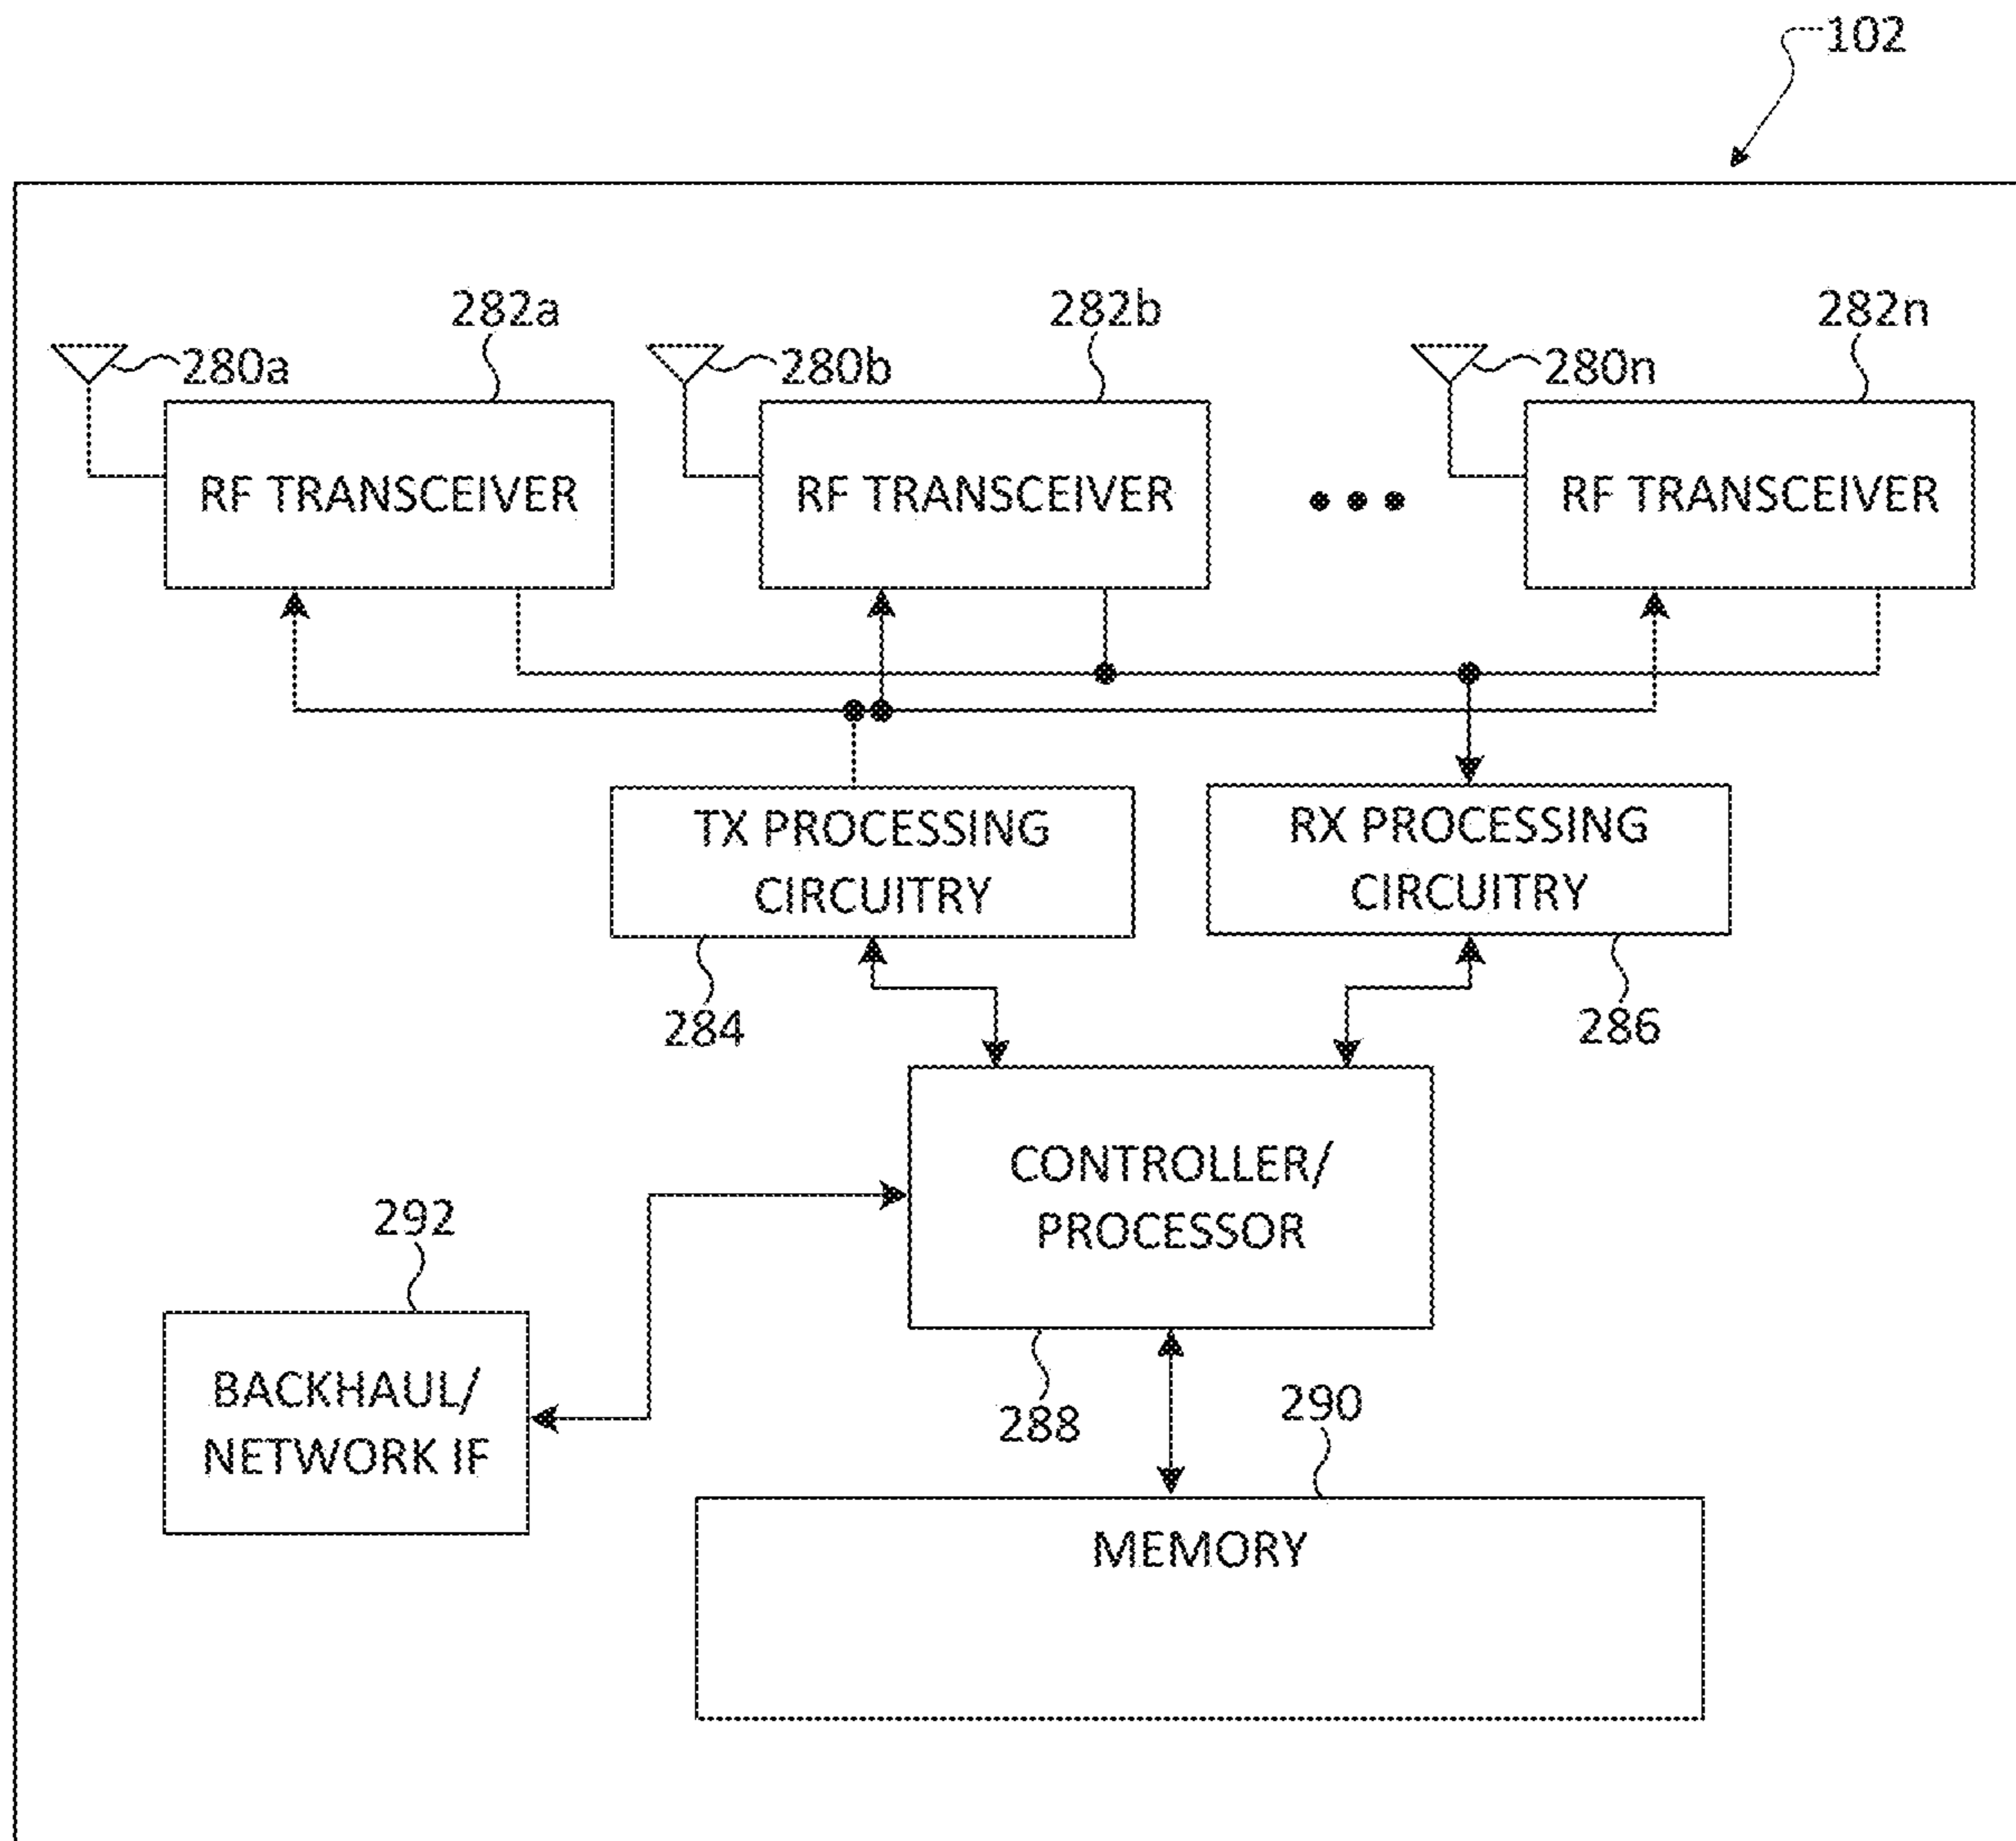 102
282a
282b
282n
280a
280b
280n
RF TRANSCEIVER
RF TRANSCEIVER
RF TRANSCEIVER
TX PROCESSING
CIRCUITRY
RX PROCESSING
CIRCUITRY
284
286
CONTROLLER/
PROCESSOR
292
BACKHAUL/
NETWORK IF
288
290
MEMORY